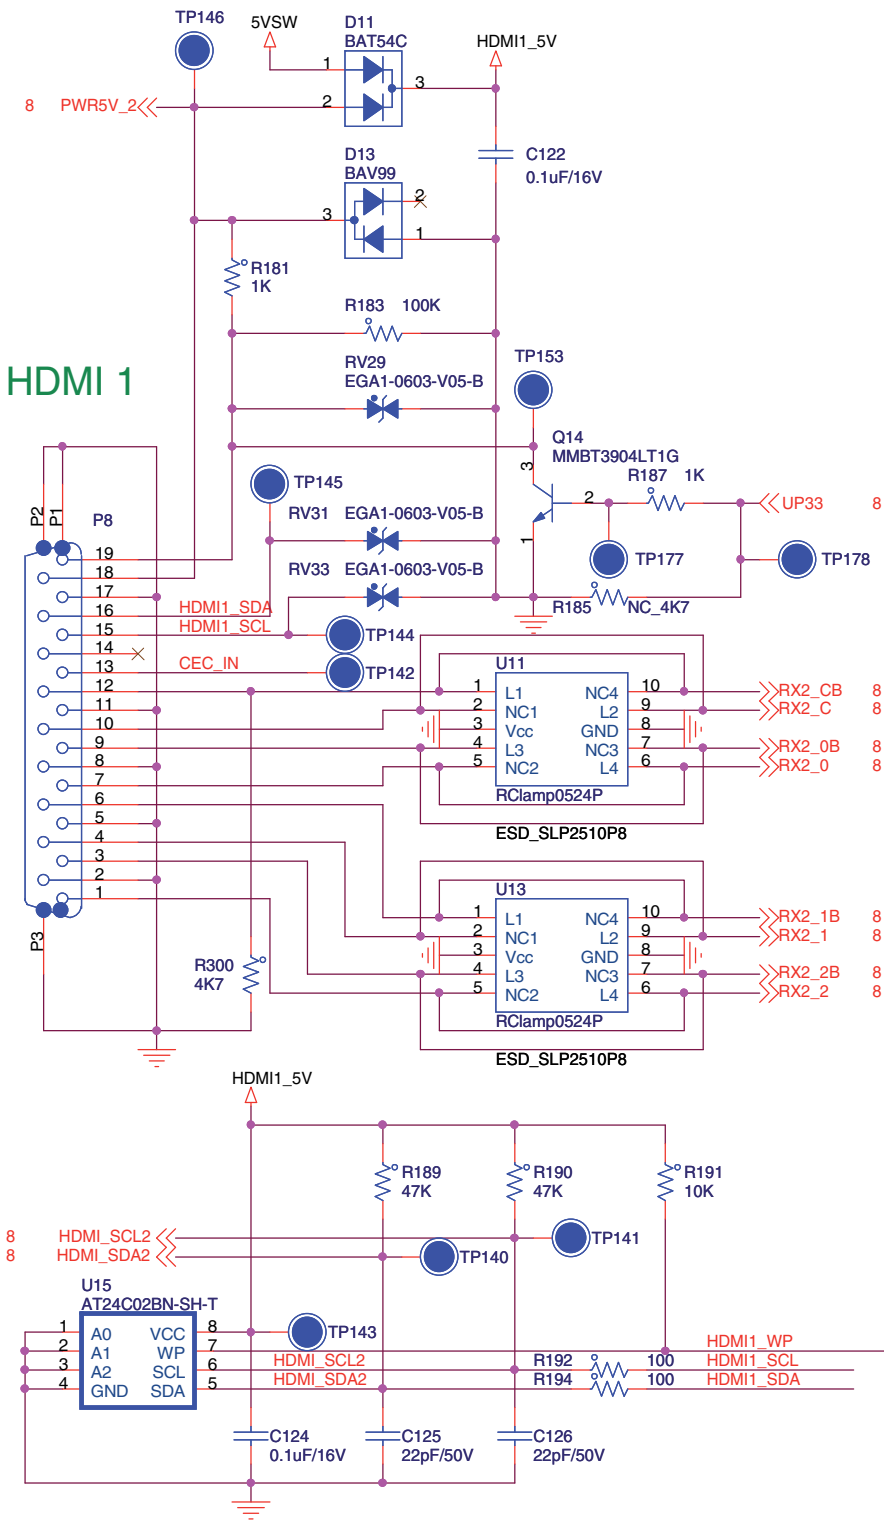 TP146
5VSW
D11
BAT54C
HDMI1_5V
1
3
2
8 PWR5V_2
C122
0.1uF/16V
D13
BAV99
2
3
1
R181
1K
R183 100K
TP153
RV29
EGA1-0603-V05-B
HDMI 1
Q14
MMBT3904LT1G
3
R187 1K
TP145
2
UP33 8
P2
P1
P8
RV31 EGA1-0603-V05-B
1
TP177
TP178
RV33 EGA1-0603-V05-B
R185 NC_4K7
19
18
17
16 HDMI1_SDA
15 HDMI1_SCL
TP144
14
13 CEC_IN
TP142
12
11
10
9
8
7
6
5
4
3
2
1
P3
U11
1 L1 NC4 10 RX2_CB 8
2 NC1 L2 9 RX2_C 8
3 Vcc GND 8
4 L3 NC3 7 RX2_0B 8
5 NC2 L4 6 RX2_0 8
RClamp0524P
ESD_SLP2510P8
U13
1 L1 NC4 10 RX2_1B 8
2 NC1 L2 9 RX2_1 8
3 Vcc GND 8
4 L3 NC3 7 RX2_2B 8
5 NC2 L4 6 RX2_2 8
RClamp0524P
ESD_SLP2510P8
R300
4K7
HDMI1_5V
R189
47K
R190
47K
R191
10K
8 HDMI_SCL2
TP141
8 HDMI_SDA2
TP140
U15
AT24C02BN-SH-T
1 A0 VCC 8
TP143
2 A1 WP 7 HDMI1_WP
3 A2 SCL 6 HDMI_SCL2 R192 100 HDMI1_SCL
4 GND SDA 5 HDMI_SDA2 R194 100 HDMI1_SDA
C124
0.1uF/16V
C125
22pF/50V
C126
22pF/50V